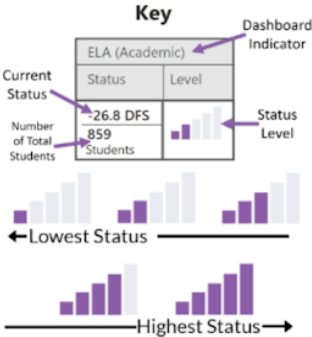 Key
Dashboard
Indicator
ELA (Academic)
Current
Status
Status
Level
-26.8 DFS
859
Students
Number
of Total
Students
Status
Level
Lowest Status
Highest Status